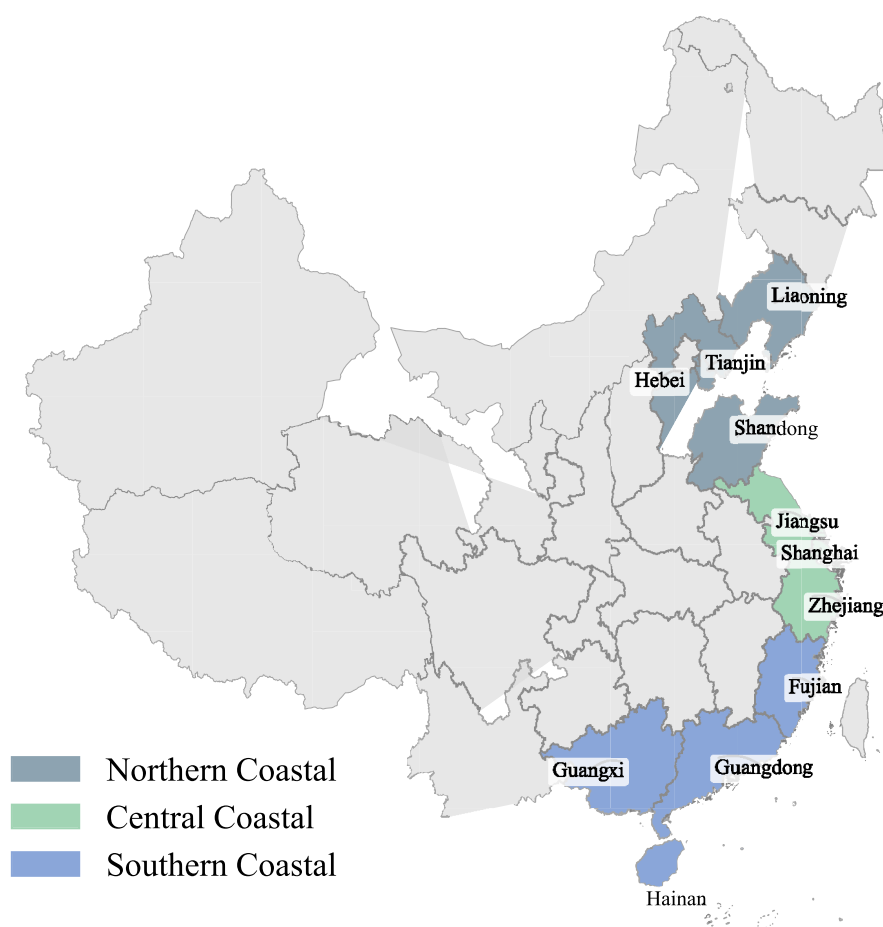 Liaoning
Tianjin
Hebei
Shandong
Jiangsu
Shanghai
Zhejiang
Fujian
Guangxi
Guangdong
Northern Coastal
Central Coastal
Southern Coastal
Hainan